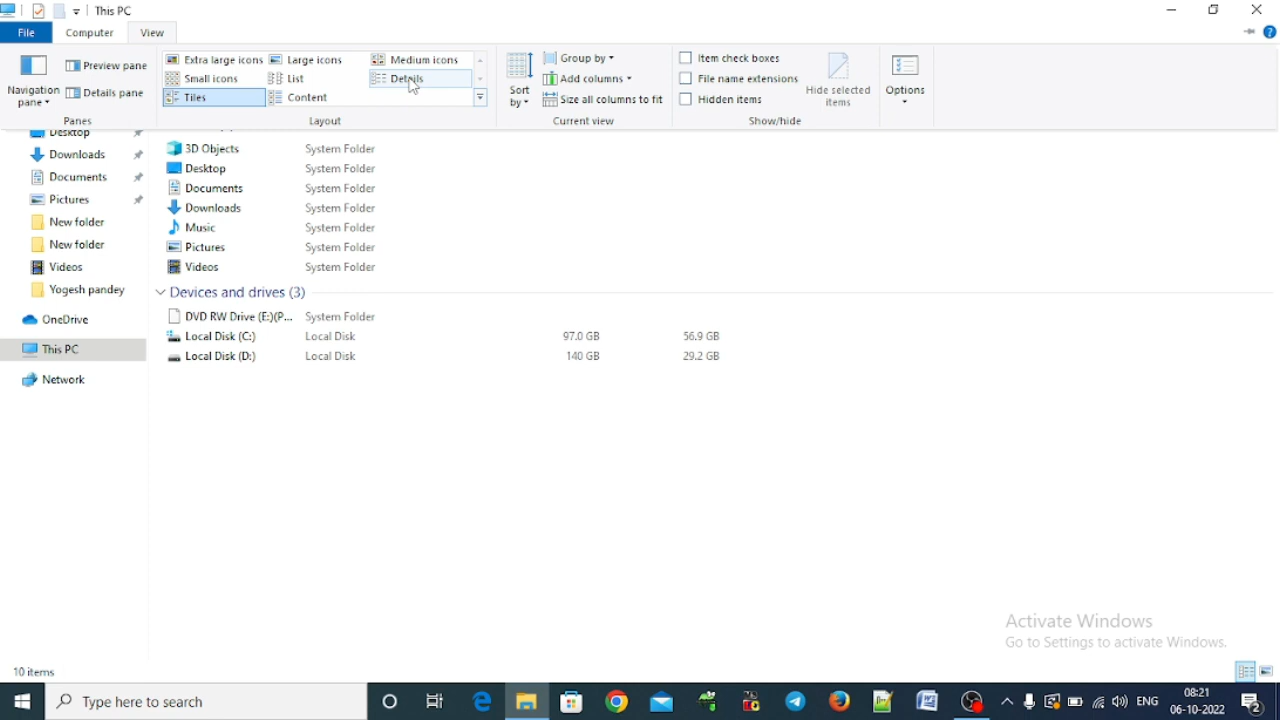 This PC
File Computer View
Navigation pane
Preview pane
Details pane
Panes
Extra large icons Large icons Medium icons
Small icons List Details
Tiles Content
Layout
Sort by
Group by
Add columns
Size all columns to fit
Current view
Item check boxes
File name extensions
Hidden items
Hide selected items
Show/hide
Options
Desktop
Downloads
Documents
Pictures
New folder
New folder
Videos
Yogesh pandey
OneDrive
This PC
Network
3D Objects System Folder
Desktop System Folder
Documents System Folder
Downloads System Folder
Music System Folder
Pictures System Folder
Videos System Folder
Devices and drives (3)
DVD RW Drive (E:)(P... System Folder
Local Disk (C:) Local Disk 97.0 GB 56.9 GB
Local Disk (D:) Local Disk 140 GB 29.2 GB
Activate Windows
Go to Settings to activate Windows.
10 items
Type here to search
ENG
08:21
06-10-2022
2